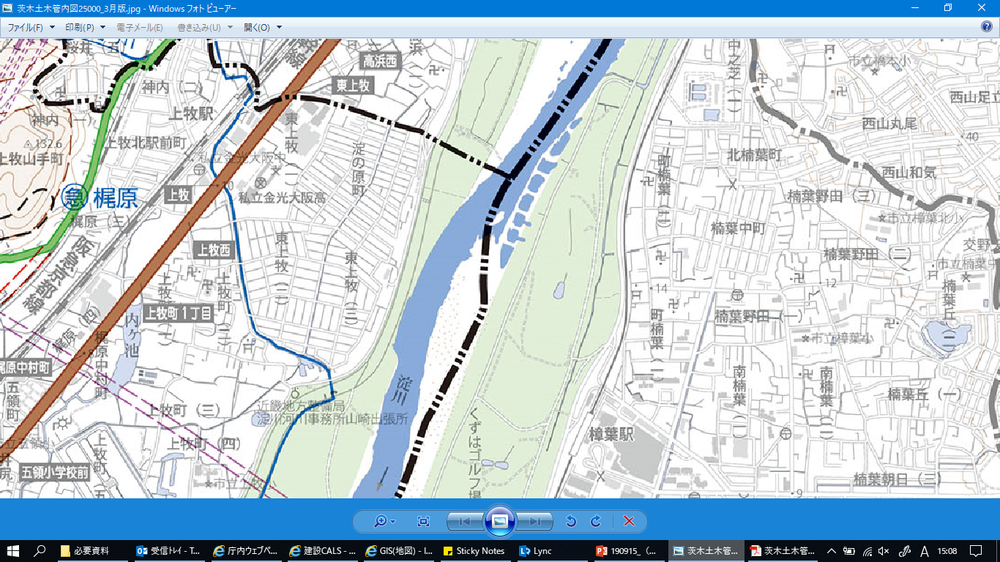 茨木土木管内図25000_3月版.jpg - Windows フォト ビューアー
ファイル(F)
印刷(P)
電子メール(E)
書き込み(U)
開く(O)
高浜西
東上牧
神内 (二)
上牧駅
神内 (一)
132.6
上牧北駅前町
上牧山手町
私立金光大阪中
東上牧 (一)
淀の原町
10
上牧
私立金光大阪高
急 梶原
梶原 (三)
阪急京都線
上牧西
東上牧 (二)
東上牧 (三)
上牧町1丁目
梶原 (四)
内ケ池
梶原中村町
梶原中村町
五領町
上牧町 (三)
近畿地方整備局
淀川河川事務所山崎出張所
上牧町 (四)
五領小学校前
上牧町 (五
市立上牧
淀川
くずはゴルフ場
中之芝 (一)
市立樟葉小
西山足立
西山丸尾
40
北楠葉町
西山和気
町楠葉 (二)
楠葉野田 (三)
市立樟葉北小
楠葉中町
交野
楠葉野田 (二)
市立楠葉中
14
12
楠葉丘 (二)
町楠葉 (一)
楠葉野田 (一)
市立樟葉小
南楠葉 (一)
南楠葉 (二)
楠葉丘 (一)
樟葉駅
楠葉朝日 (三)
9
必要資料
受信トレイ - T...
庁内ウェブペ...
建設CALS - ...
GIS(地図) - I...
Sticky Notes
Lync
190915_ (...
茨木土木管...
茨木土木管...
A
15:08